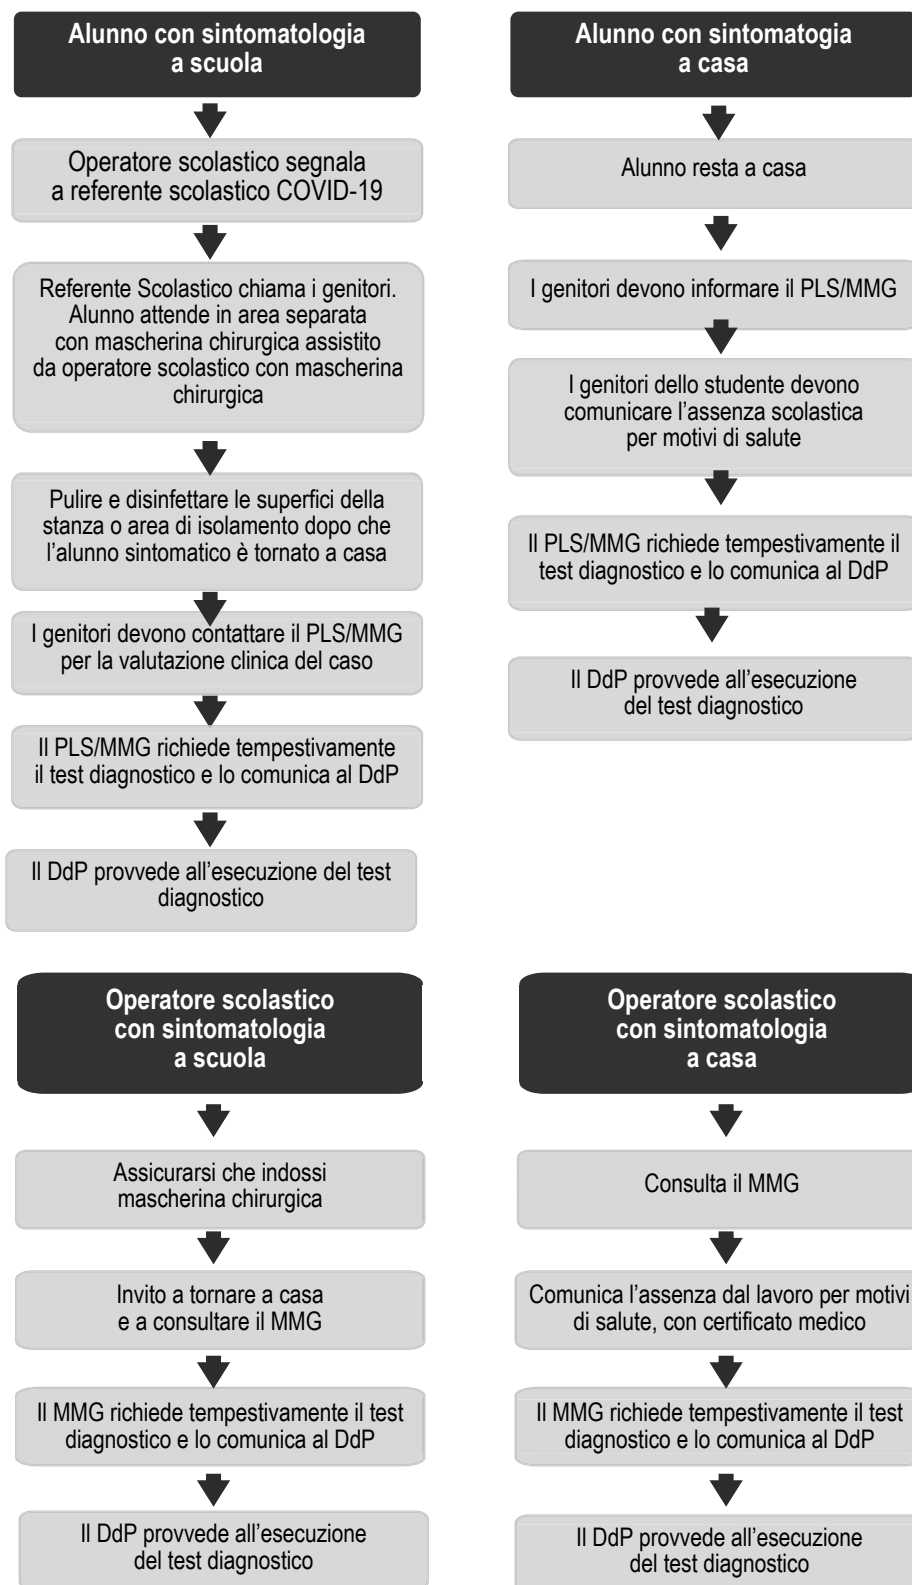 Alunno con sintomatologia
a scuola
Operatore scolastico segnala
a referente scolastico COVID-19
Referente Scolastico chiama i genitori.
Alunno attende in area separata
con mascherina chirurgica assistito
da operatore scolastico con mascherina
chirurgica
Pulire e disinfettare le superfici della
stanza o area di isolamento dopo che
l’alunno sintomatico è tornato a casa
I genitori devono contattare il PLS/MMG
per la valutazione clinica del caso
Il PLS/MMG richiede tempestivamente
il test diagnostico e lo comunica al DdP
Il DdP provvede all’esecuzione del test
diagnostico
Alunno con sintomatogia
a casa
Alunno resta a casa
I genitori devono informare il PLS/MMG
I genitori dello studente devono
comunicare l’assenza scolastica
per motivi di salute
Il PLS/MMG richiede tempestivamente il
test diagnostico e lo comunica al DdP
Il DdP provvede all’esecuzione
del test diagnostico
Operatore scolastico
con sintomatologia
a scuola
Assicurarsi che indossi
mascherina chirurgica
Invito a tornare a casa
e a consultare il MMG
Il MMG richiede tempestivamente il test
diagnostico e lo comunica al DdP
Il DdP provvede all’esecuzione
del test diagnostico
Operatore scolastico
con sintomatologia
a casa
Consulta il MMG
Comunica l’assenza dal lavoro per motivi
di salute, con certificato medico
Il MMG richiede tempestivamente il test
diagnostico e lo comunica al DdP
Il DdP provvede all’esecuzione
del test diagnostico